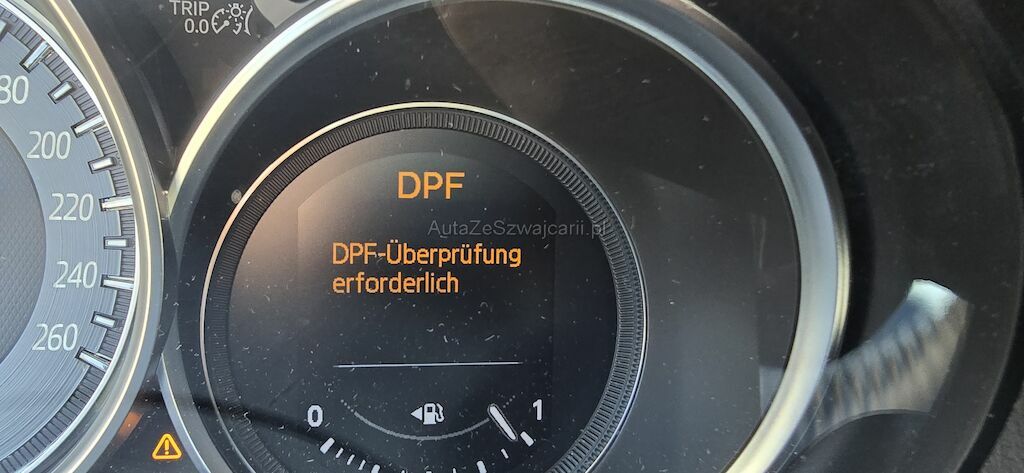 TRIP
0.0
80
200
220
240
260
DPF
AutaZeSzwajcarii.pl
DPF-Überprüfung
erforderlich
0
1